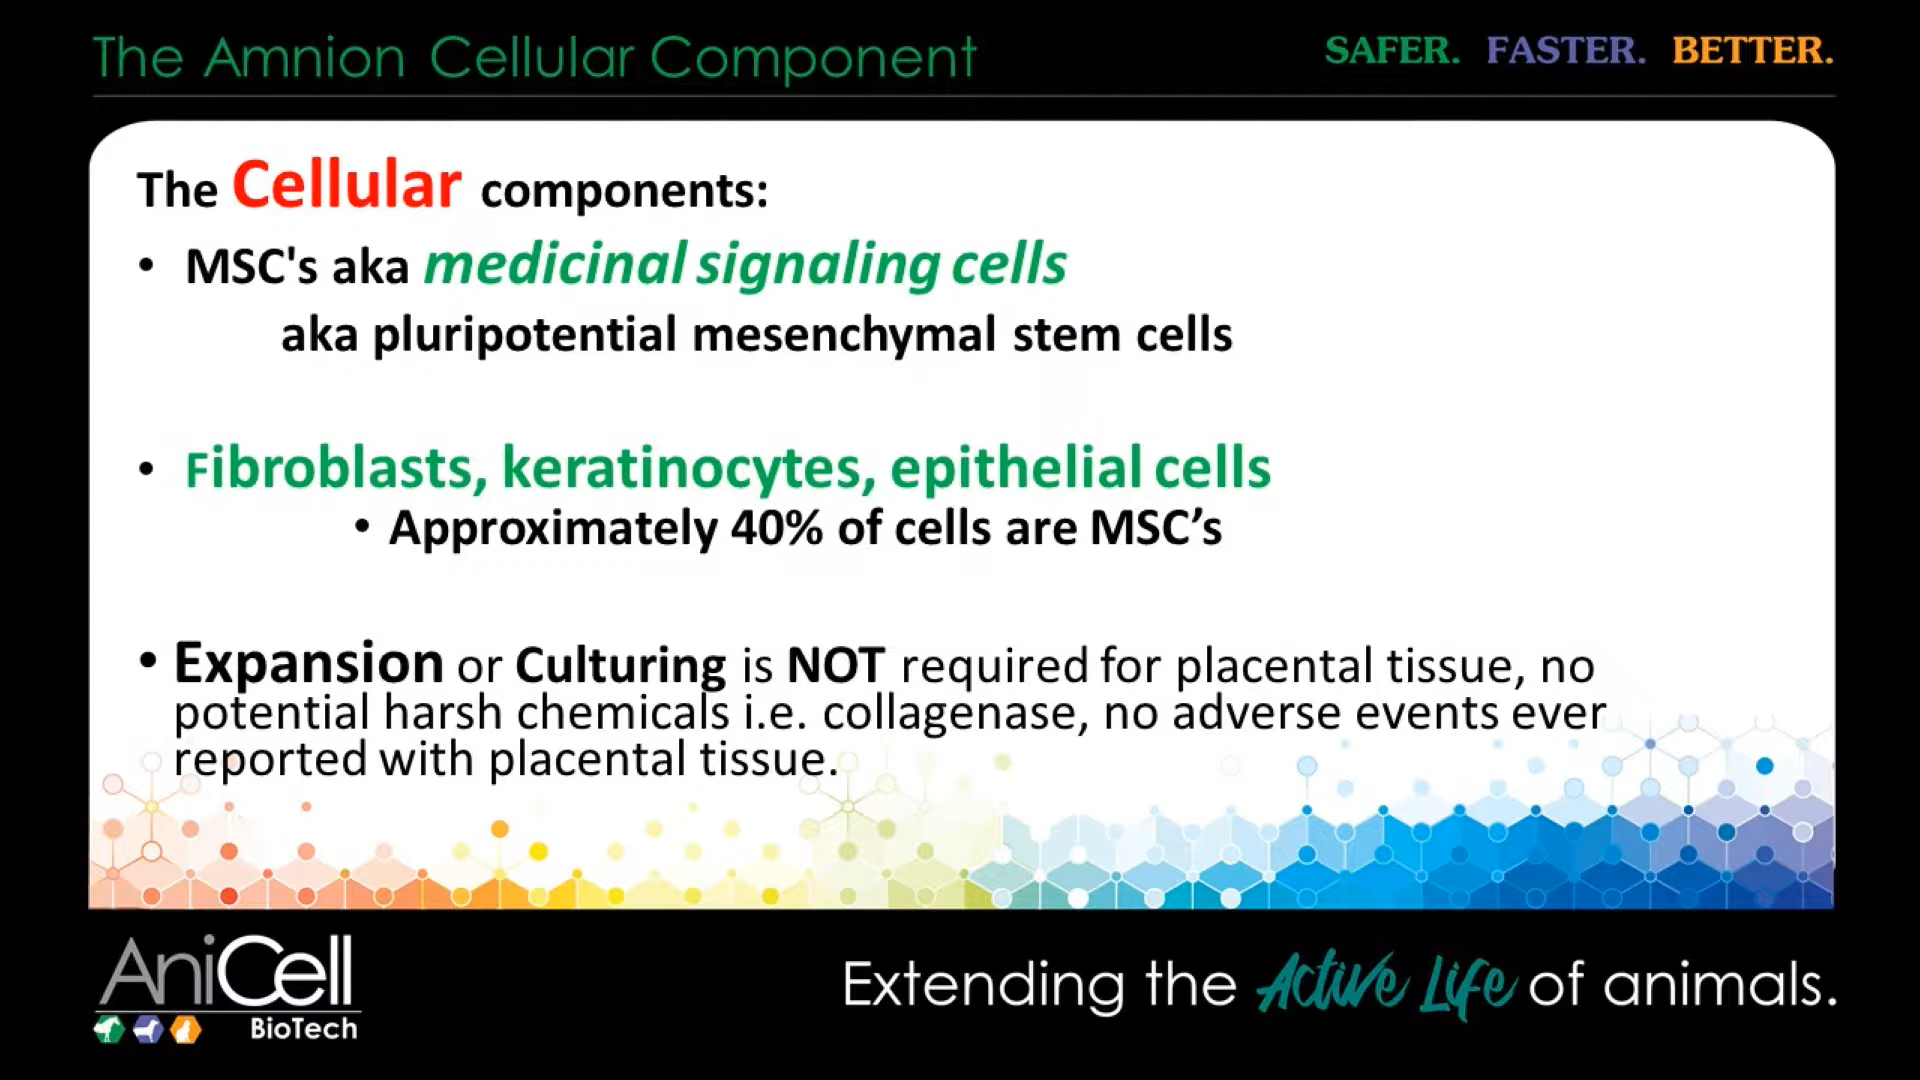 The Amnion Cellular Component
SAFER. FASTER. BETTER.
The Cellular components:
• MSC's aka medicinal signaling cells
aka pluripotential mesenchymal stem cells
• Fibroblasts, keratinocytes, epithelial cells
• Approximately 40% of cells are MSC’s
• Expansion or Culturing is NOT required for placental tissue, no
potential harsh chemicals i.e. collagenase, no adverse events ever
reported with placental tissue.
AniCell
BioTech
Extending the Active Life of animals.